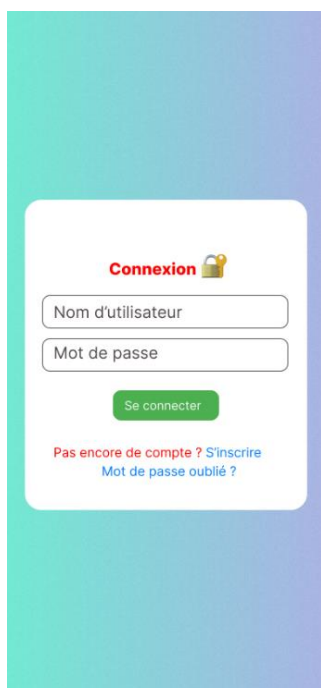 Connexion 🔐
Nom d’utilisateur
Mot de passe
Se connecter
Pas encore de compte ? S'inscrire
Mot de passe oublié ?